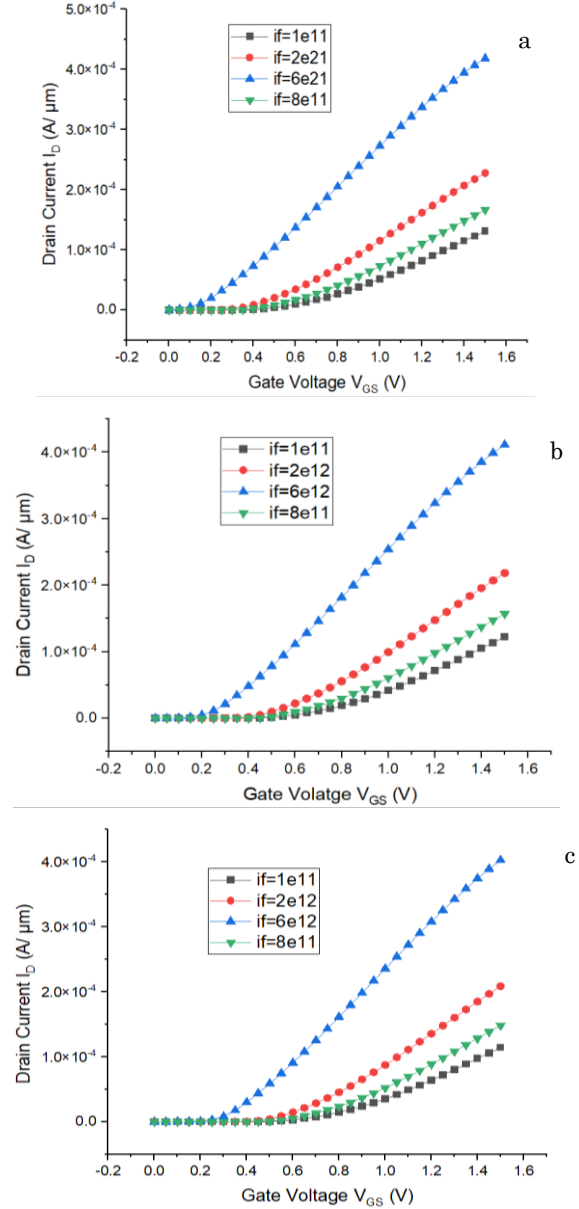 a
5.0×10⁻⁴
4.0×10⁻⁴
3.0×10⁻⁴
2.0×10⁻⁴
1.0×10⁻⁴
0.0
Drain Current I_D (A/ μm)
if=1e11
if=2e21
if=6e21
if=8e11
-0.2 0.0 0.2 0.4 0.6 0.8 1.0 1.2 1.4 1.6
Gate Voltage V_GS (V)
b
4.0×10⁻⁴
3.0×10⁻⁴
2.0×10⁻⁴
1.0×10⁻⁴
0.0
Drain Current I_D (A/ μm)
if=1e11
if=2e12
if=6e12
if=8e11
-0.2 0.0 0.2 0.4 0.6 0.8 1.0 1.2 1.4 1.6
Gate Volatge V_GS (V)
c
4.0×10⁻⁴
3.0×10⁻⁴
2.0×10⁻⁴
1.0×10⁻⁴
0.0
Drain Current I_D (A/ μm)
if=1e11
if=2e12
if=6e12
if=8e11
-0.2 0.0 0.2 0.4 0.6 0.8 1.0 1.2 1.4 1.6
Gate Voltage V_GS (V)